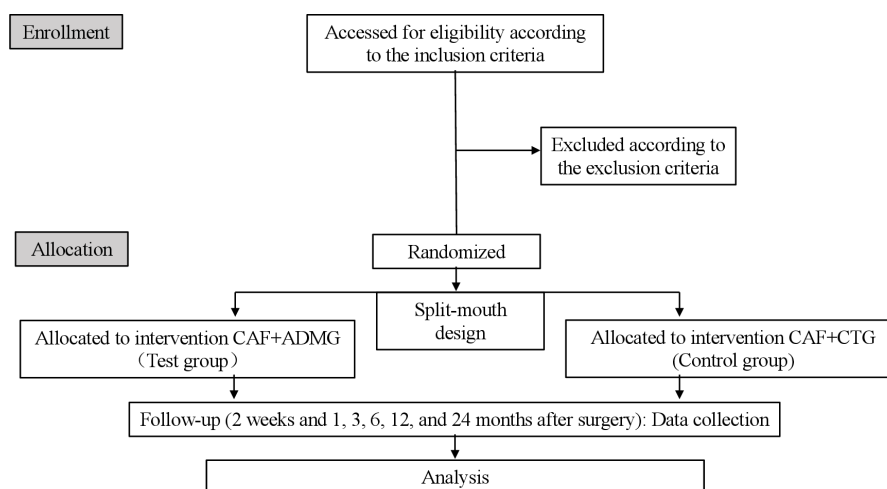 Enrollment
Accessed for eligibility according
to the inclusion criteria
Excluded according to
the exclusion criteria
Allocation
Randomized
Split-mouth
design
Allocated to intervention CAF+ADMG
（Test group）
Allocated to intervention CAF+CTG
(Control group)
Follow-up (2 weeks and 1, 3, 6, 12, and 24 months after surgery): Data collection
Analysis